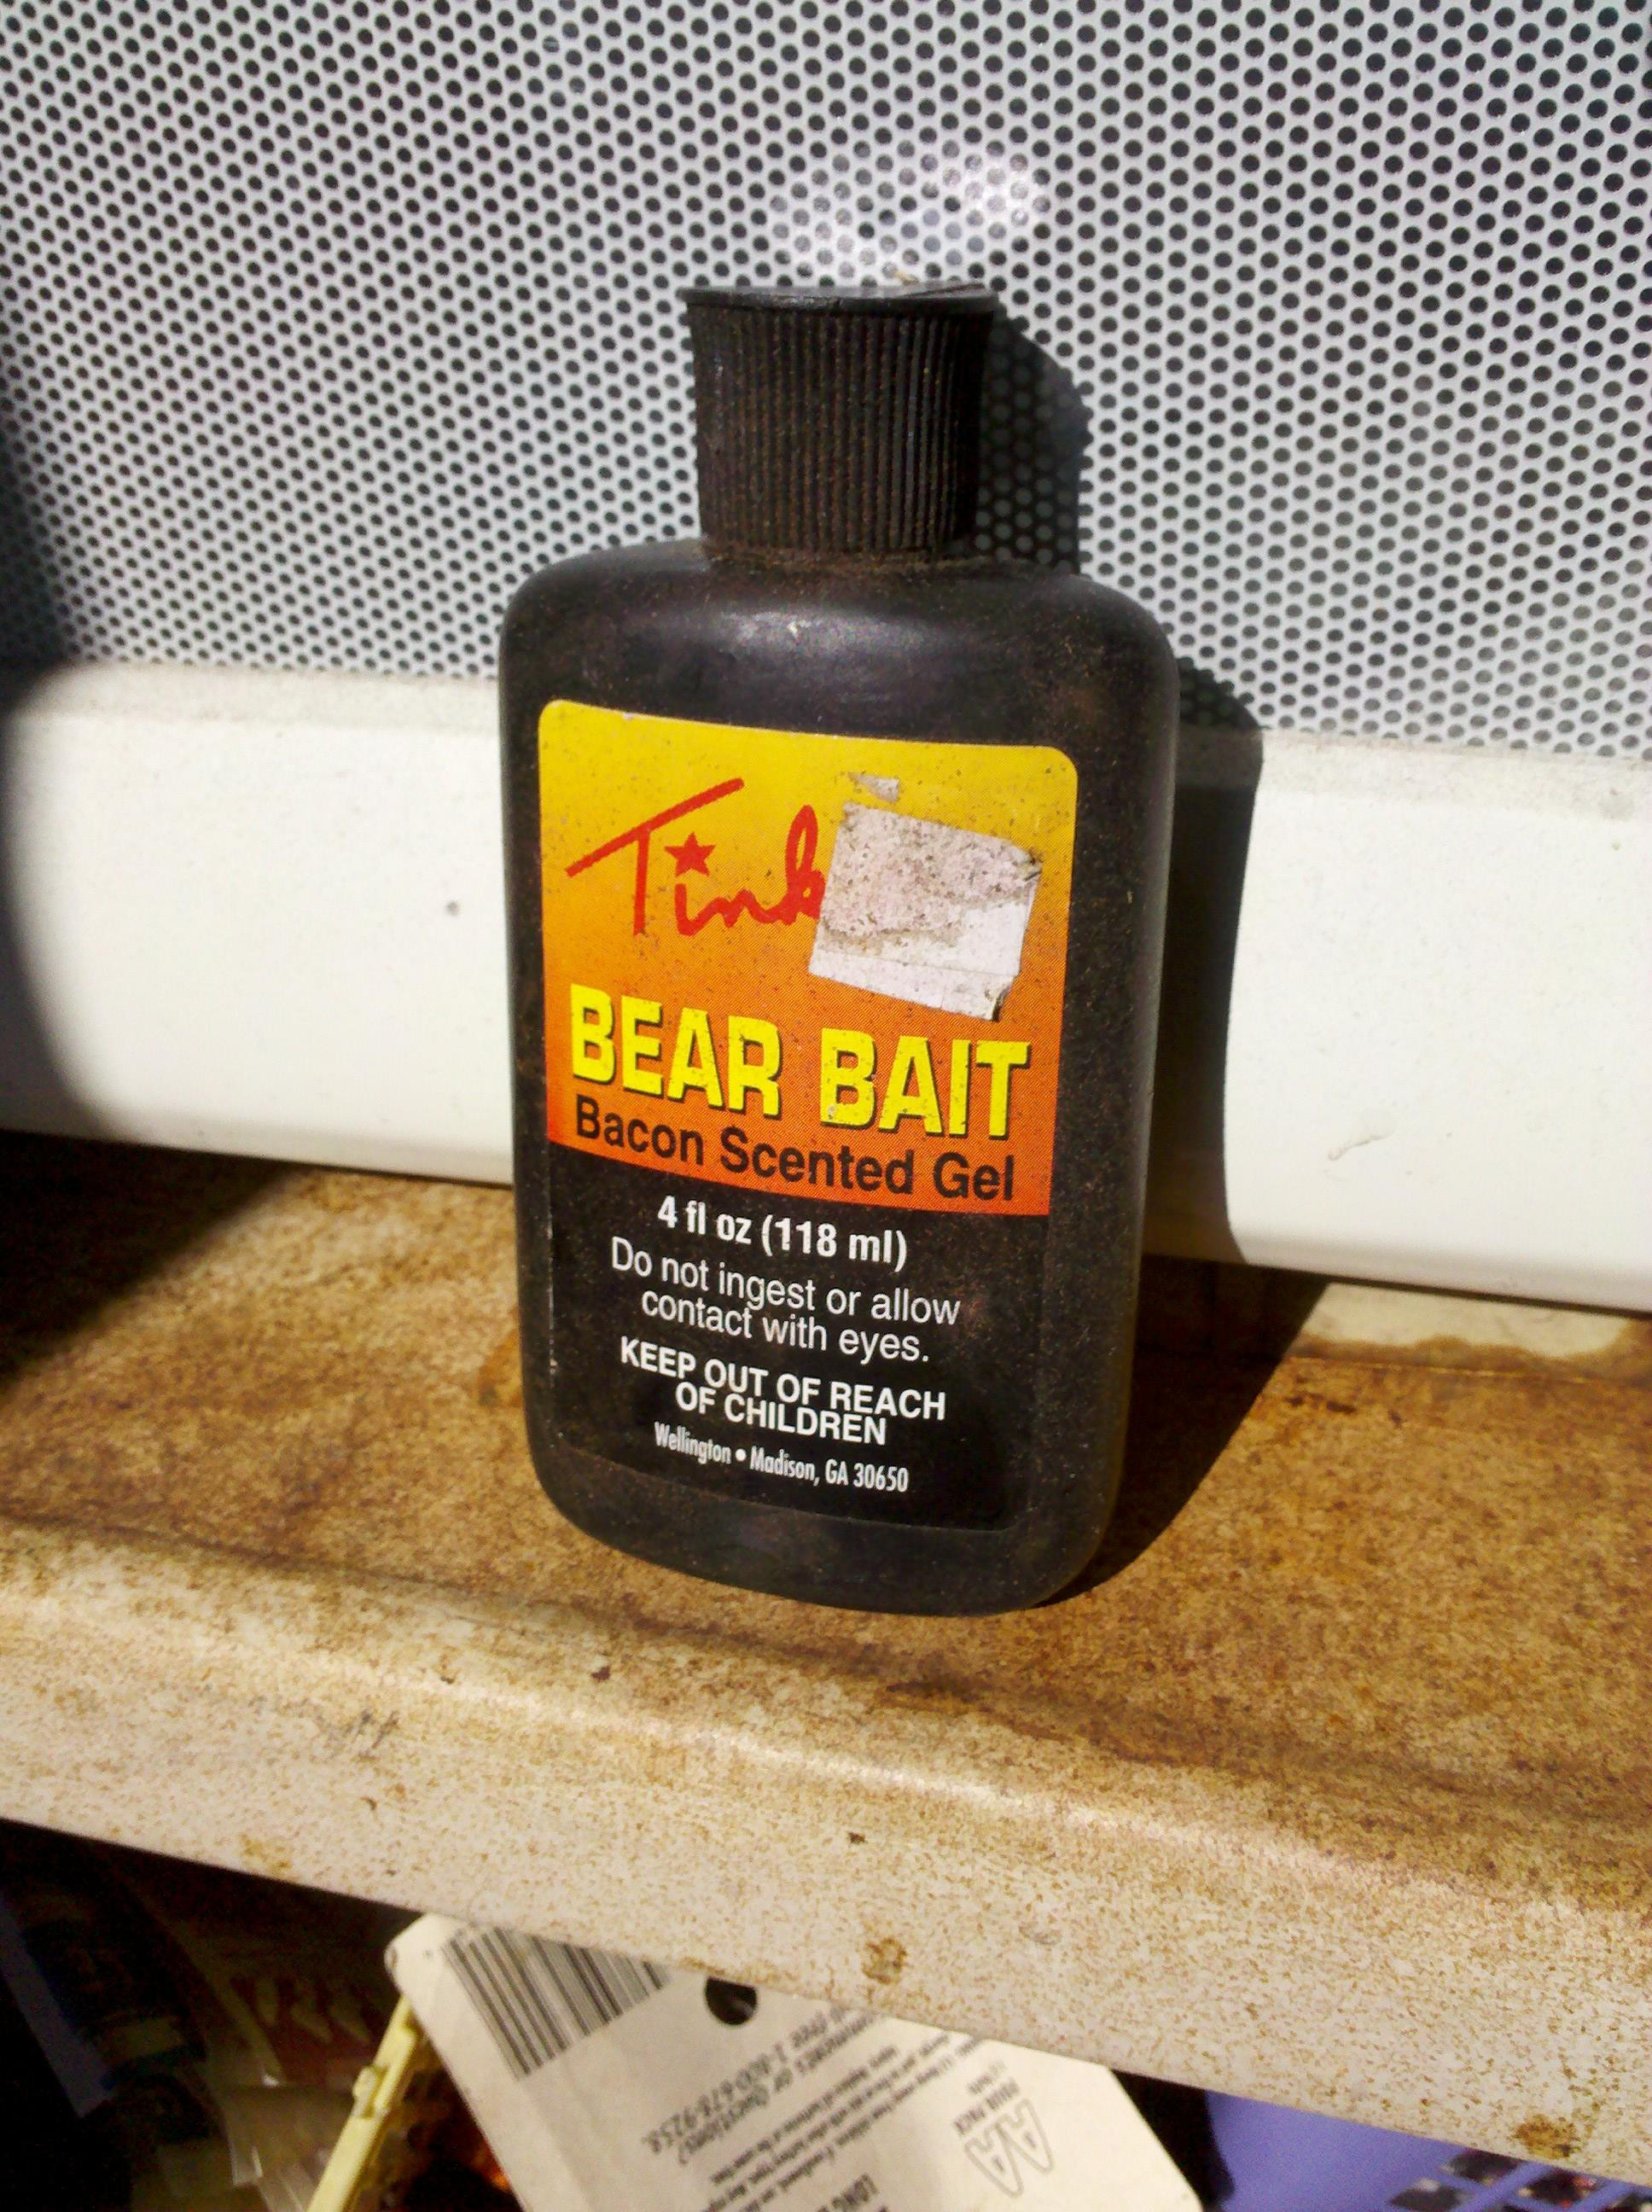 Tink
BEAR BAIT
Bacon Scented Gel
4 fl oz (118 ml)
Do not ingest or allow
contact with eyes.
KEEP OUT OF REACH
OF CHILDREN
Wellington • Madison, GA 30650
AA